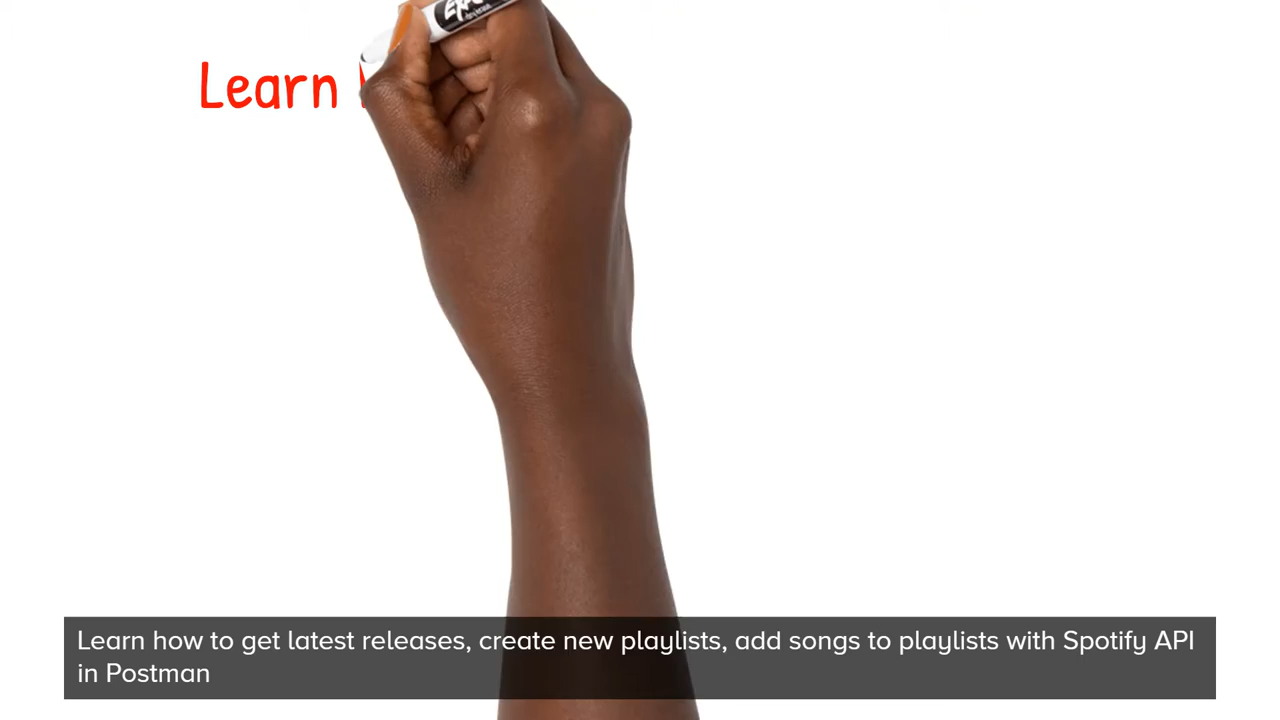 Learn
Learn how to get latest releases, create new playlists, add songs to playlists with Spotify API
in Postman